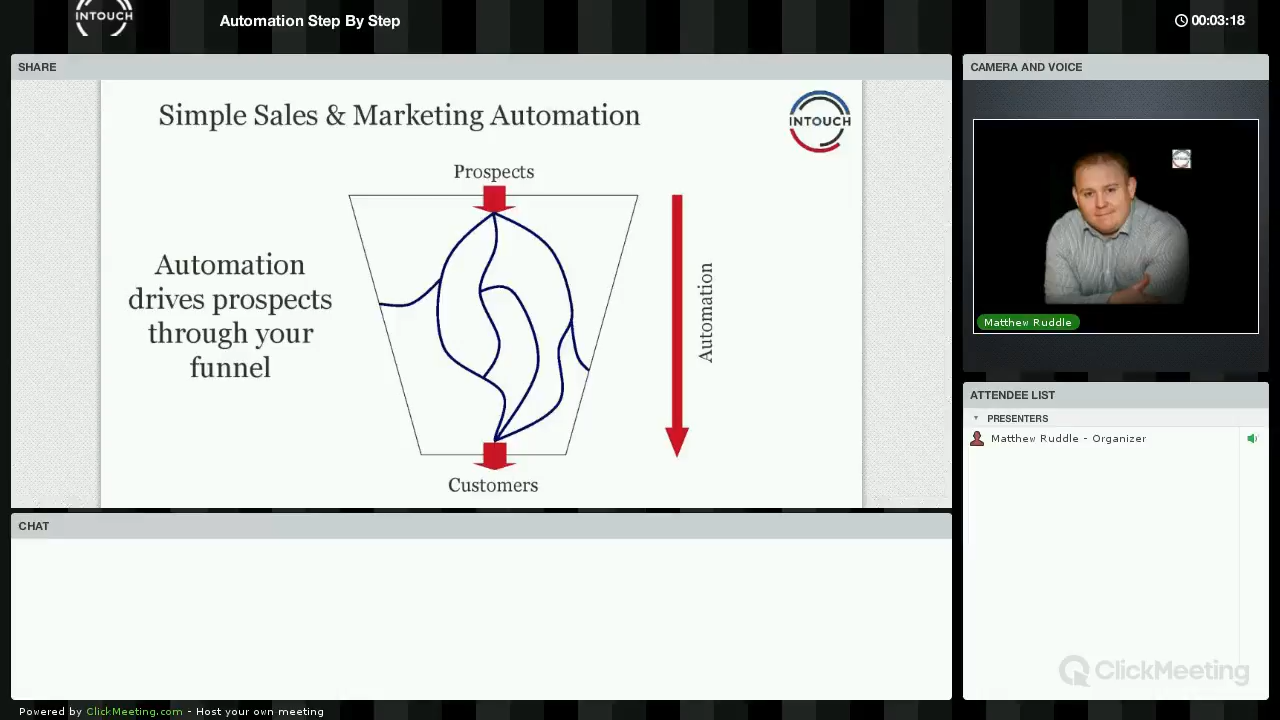 INTOUCH
Automation Step By Step
00:03:18
SHARE
Simple Sales & Marketing Automation
INTOUCH
Prospects
Automation
drives prospects
through your
funnel
Automation
Customers
CAMERA AND VOICE
Matthew Ruddle
ATTENDEE LIST
PRESENTERS
Matthew Ruddle - Organizer
CHAT
ClickMeeting
Powered by ClickMeeting.com - Host your own meeting